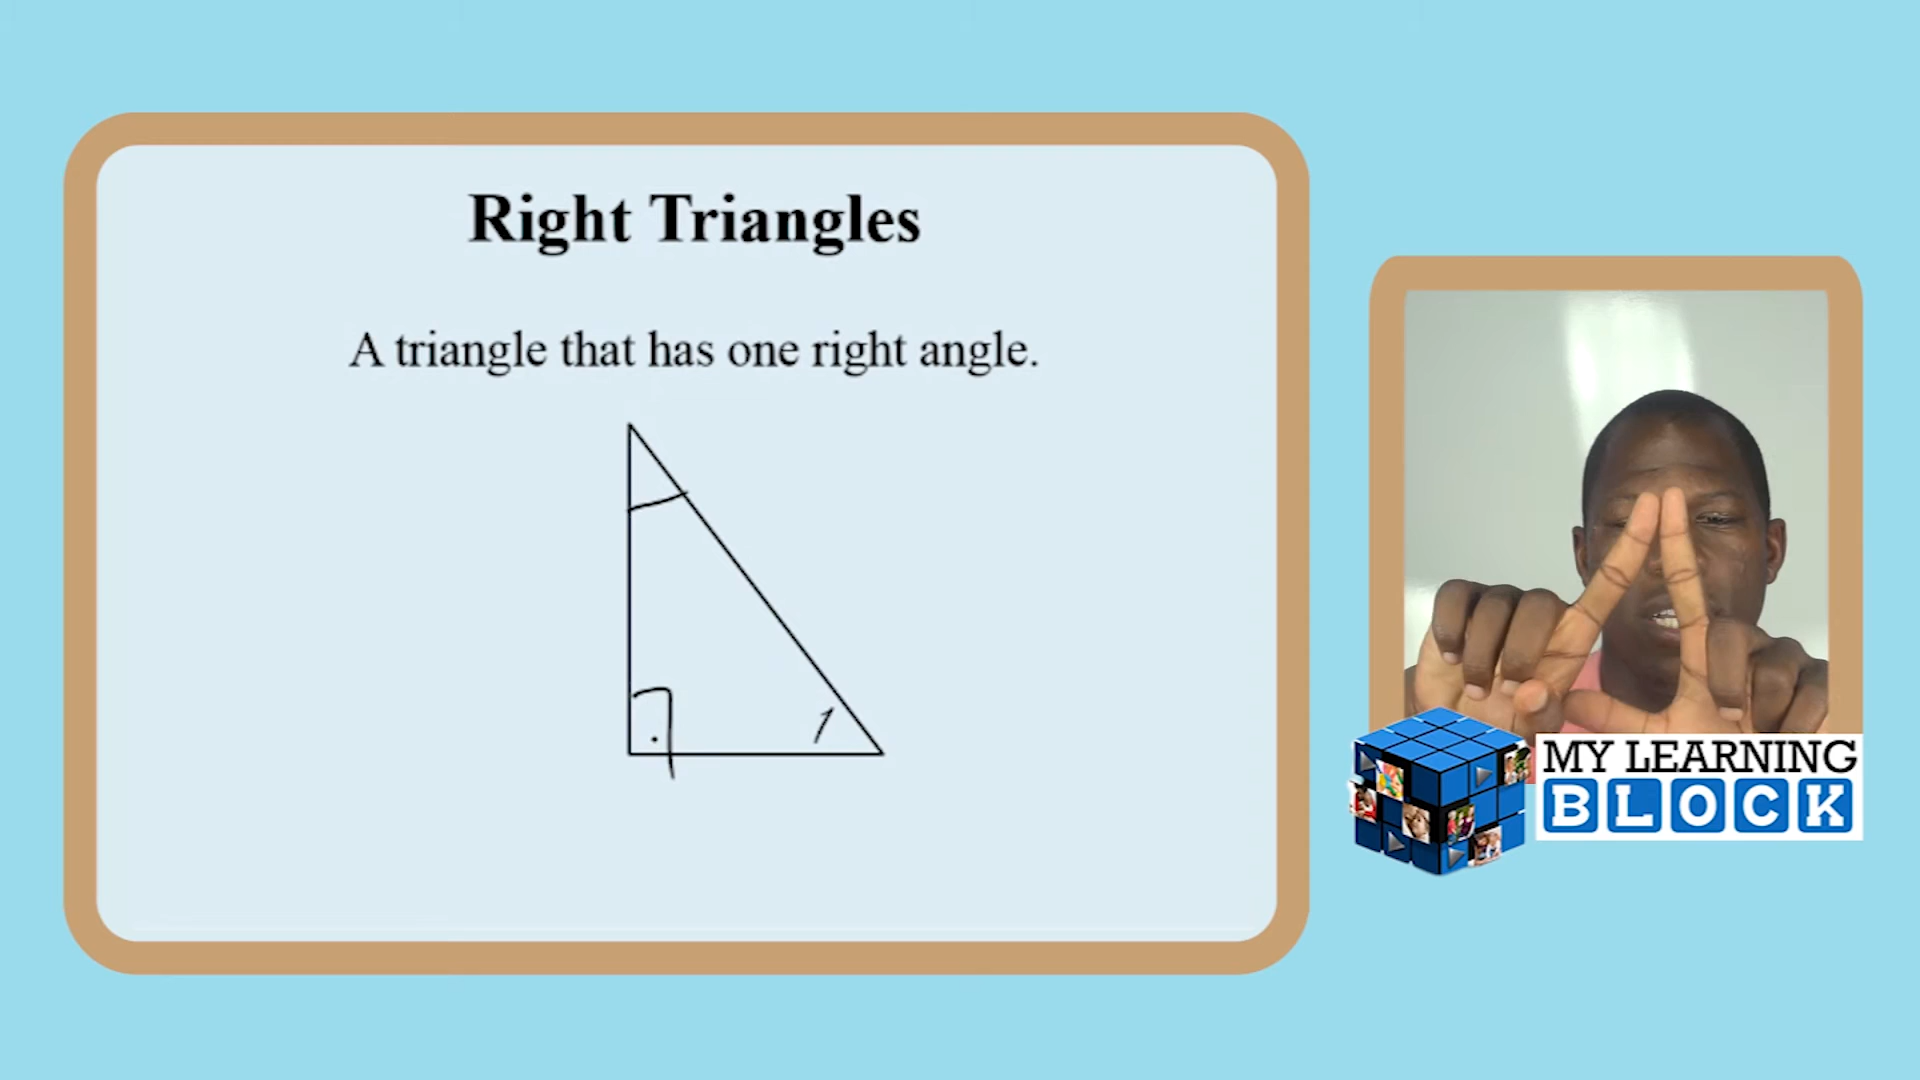 Right Triangles
A triangle that has one right angle.
MY LEARNING
BLOCK